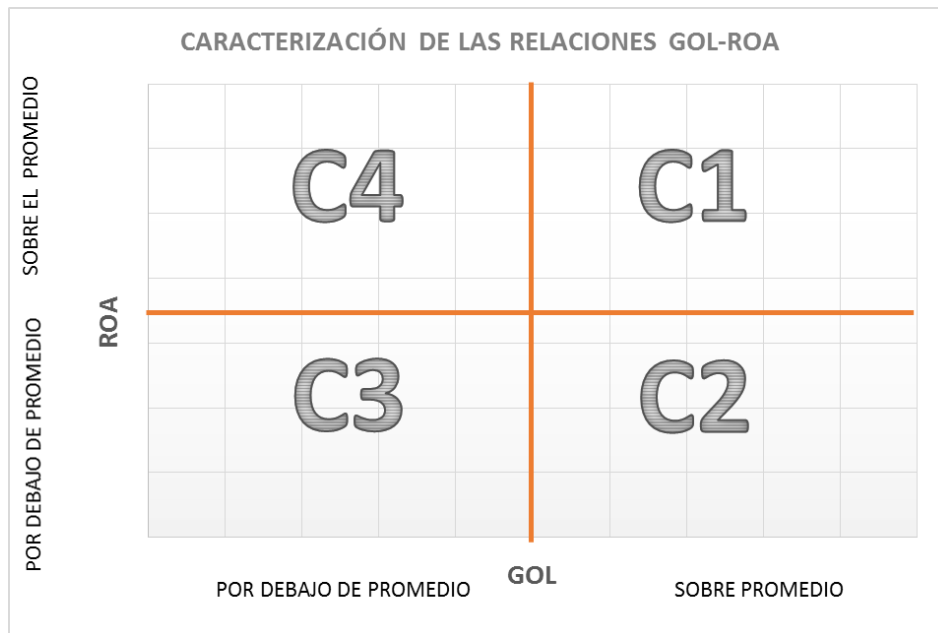 CARACTERIZACIÓN DE LAS RELACIONES GOL-ROA
SOBRE EL PROMEDIO
POR DEBAJO DE PROMEDIO
ROA
C4
C1
C3
C2
GOL
POR DEBAJO DE PROMEDIO
SOBRE PROMEDIO